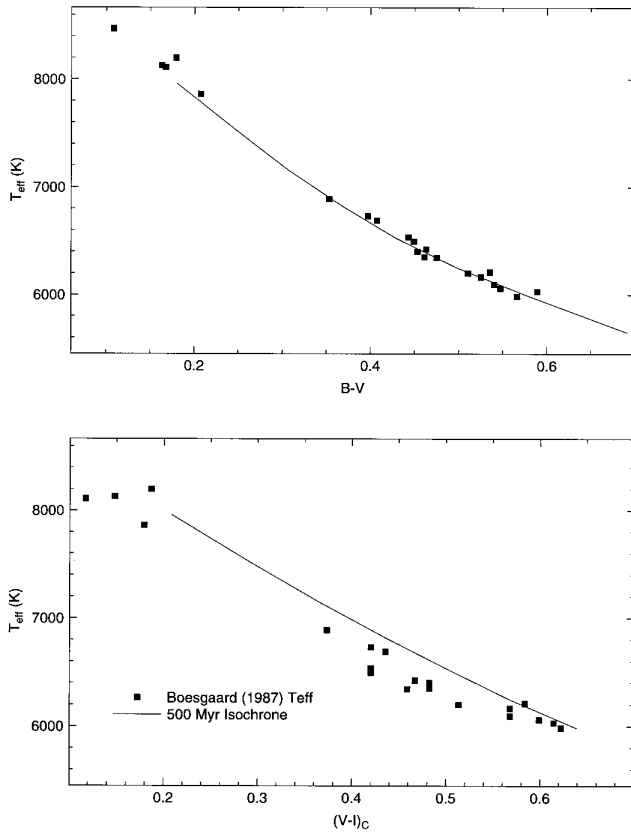 8000
7000
6000
T_eff (K)
0.2
0.4
0.6
B-V
8000
7000
6000
T_eff (K)
Boesgaard (1987) Teff
500 Myr Isochrone
0.2
0.3
0.4
0.5
0.6
(V-I)_C